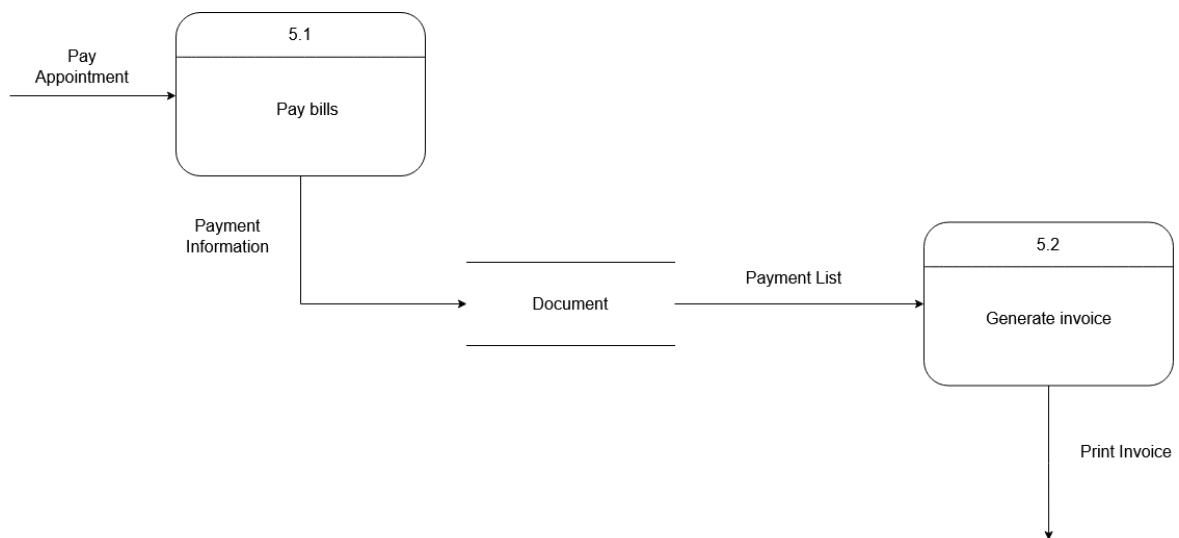 5.1
Pay
Appointment
Pay bills
Payment
Information
5.2
Payment List
Document
Generate invoice
Print Invoice